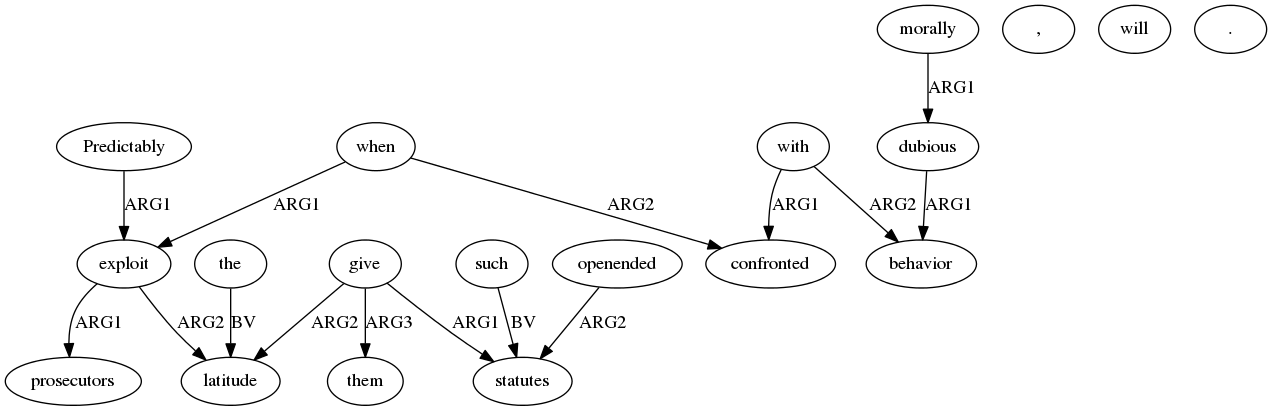 morally , will .
ARG1
Predictably when with dubious
ARG1 ARG1 ARG2 ARG1 ARG2 ARG1
exploit the give such openended confronted behavior
ARG1 ARG2 BV ARG2 ARG3 ARG1 BV ARG2
prosecutors latitude them statutes